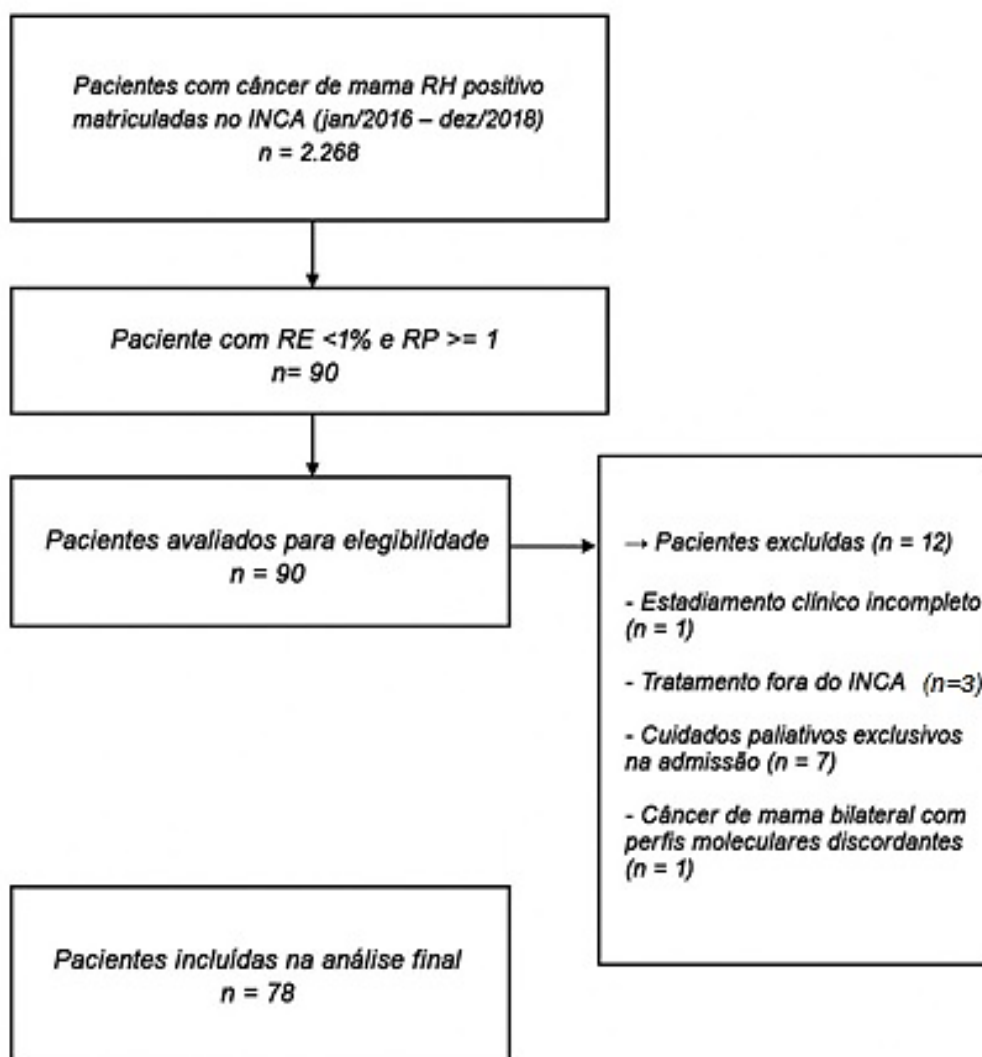 Pacientes com câncer de mama RH positivo
matriculadas no INCA (jan/2016 – dez/2018)
n = 2.268
Paciente com RE <1% e RP >= 1
n= 90
Pacientes avaliados para elegibilidade
n = 90
→ Pacientes excluídas (n = 12)
- Estadiamento clínico incompleto
(n = 1)
- Tratamento fora do INCA (n=3)
- Cuidados paliativos exclusivos
na admissão (n = 7)
- Câncer de mama bilateral com
perfis moleculares discordantes
(n = 1)
Pacientes incluídas na análise final
n = 78